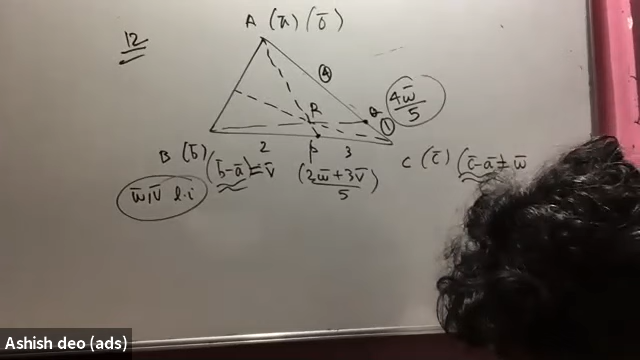 12
A (a̅) (o̅)
④
R
Q
4w̅/5
①
2
P
3
B (b̅)
(b̅-a̅) = v̅
(2w̅ + 3v̅)/5
C (c̅) (c̅-a̅) = w̅
w̅, v̅ l.i
Ashish deo (ads)